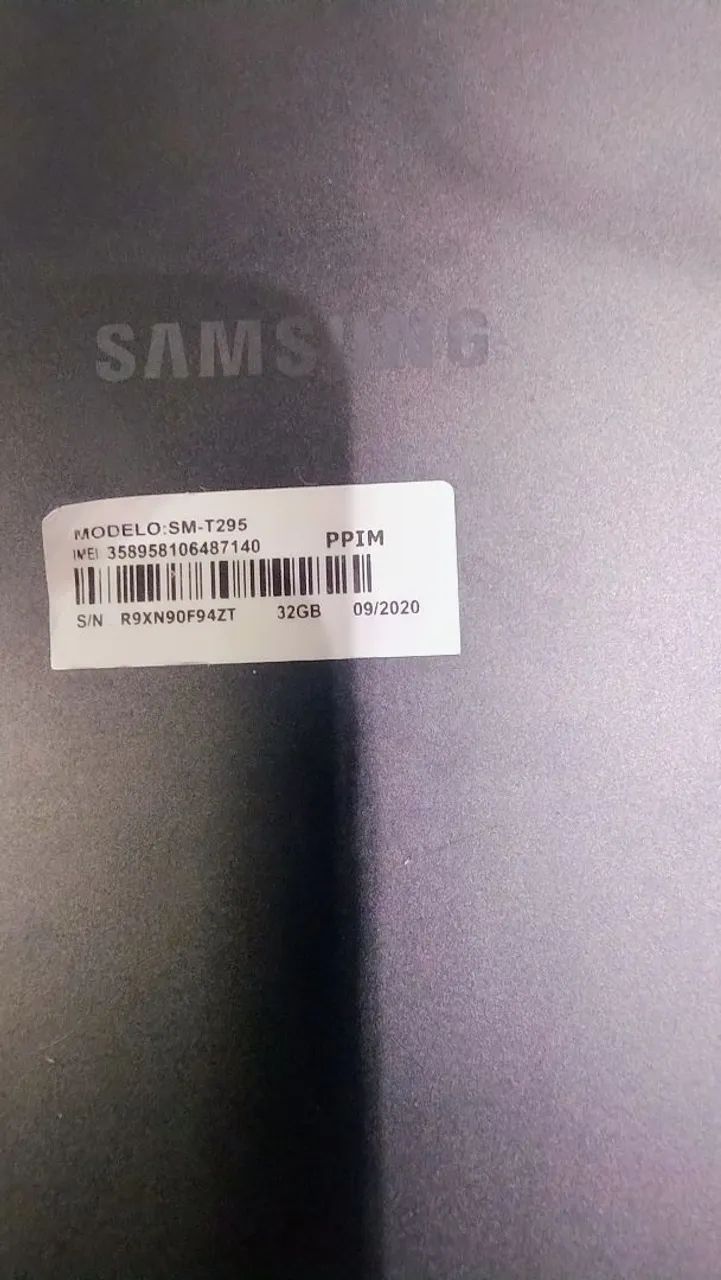 SAMSUNG
MODELO:SM-T295
IMEI 358958106487140 PPIM
S/N R9XN90F94ZT 32GB 09/2020